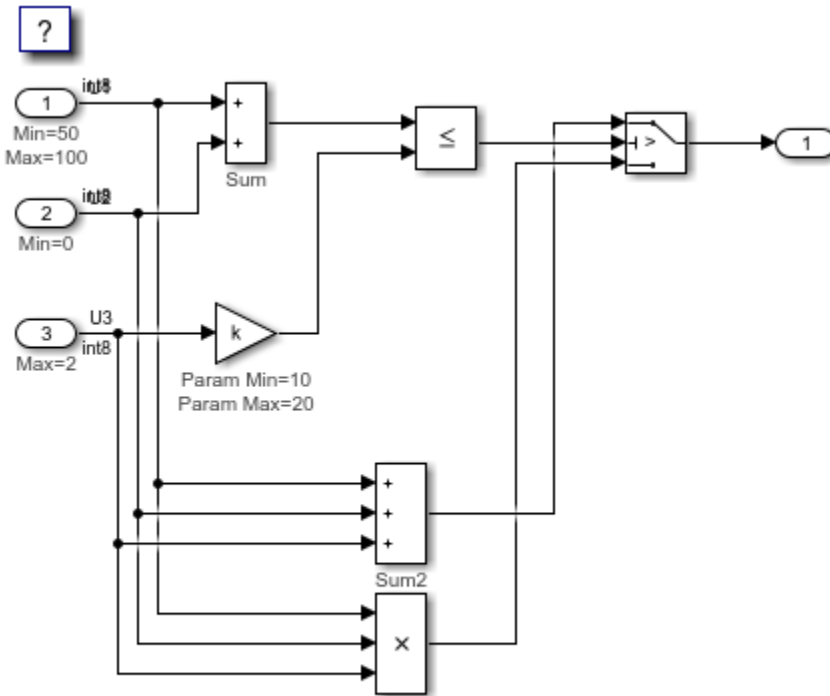 ?
1
int8
Min=50
Max=100
+
+
Sum
≤
>
1
2
Min=0
3
U3
int8
Max=2
k
Param Min=10
Param Max=20
+
+
+
Sum2
×